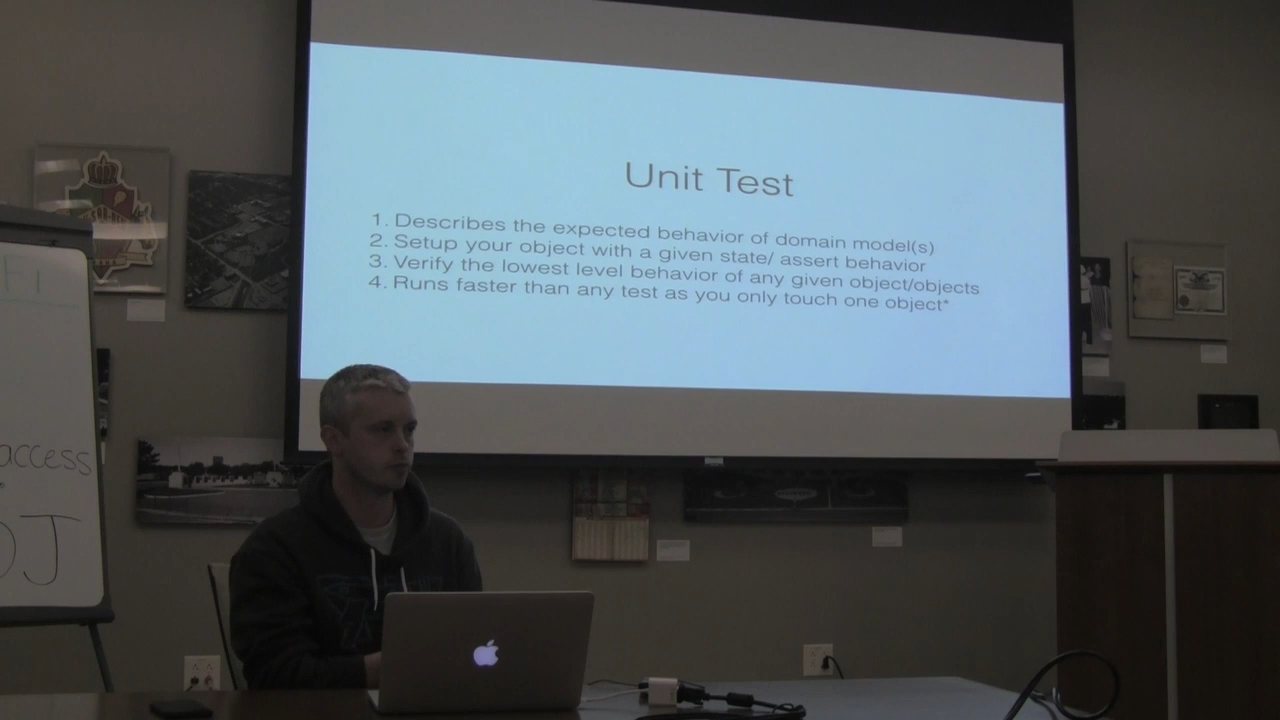 Unit Test
1. Describes the expected behavior of domain model(s)
2. Setup your object with a given state/ assert behavior
3. Verify the lowest level behavior of any given object/objects
4. Runs faster than any test as you only touch one object*
Fi
access